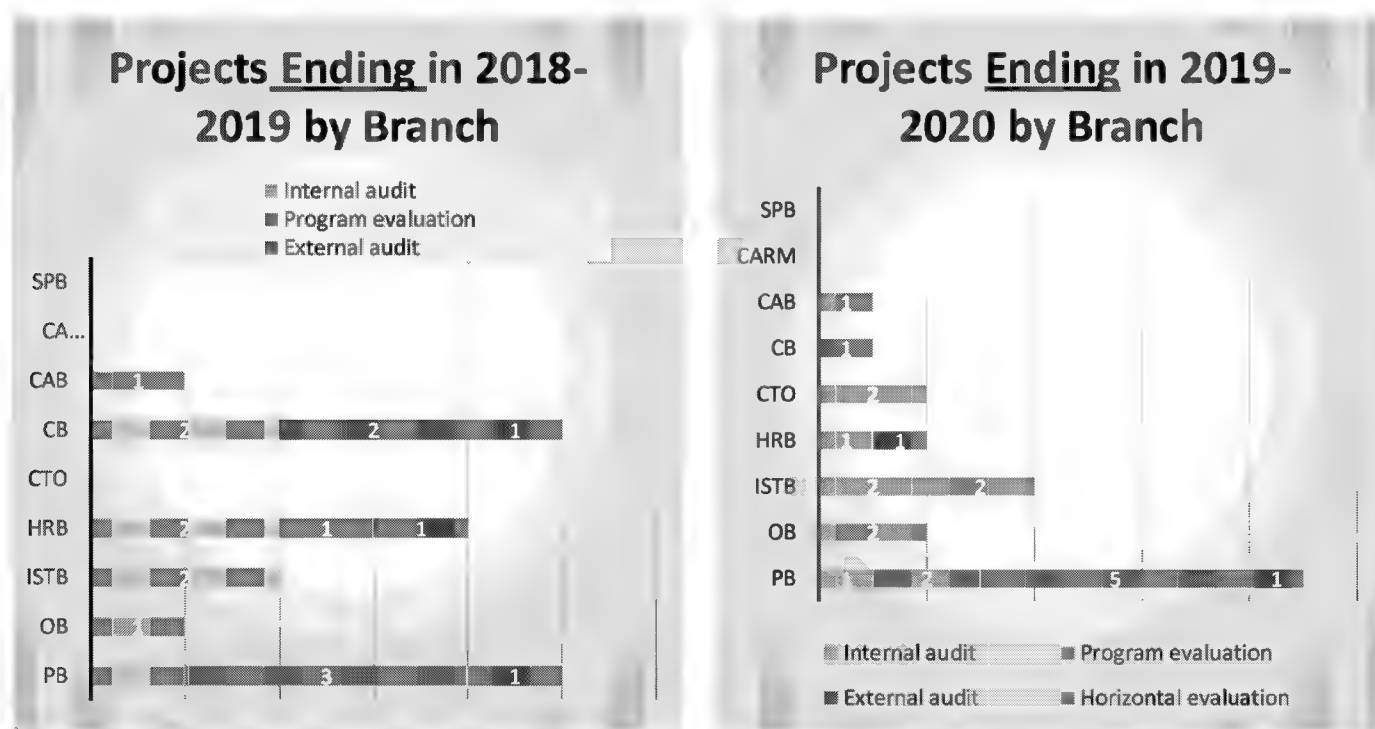 Projects Ending in 2018-
2019 by Branch
Internal audit
Program evaluation
External audit
SPB
CA...
CAB 1
CB 2 2 1
CTO
HRB 2 1 1
ISTB 2
OB
PB 3 1
Projects Ending in 2019-
2020 by Branch
SPB
CARM
CAB 1
CB 1
CTO 2
HRB 1 1
ISTB 2 2
OB 2
PB 1 2 5 1
Internal audit Program evaluation
External audit Horizontal evaluation